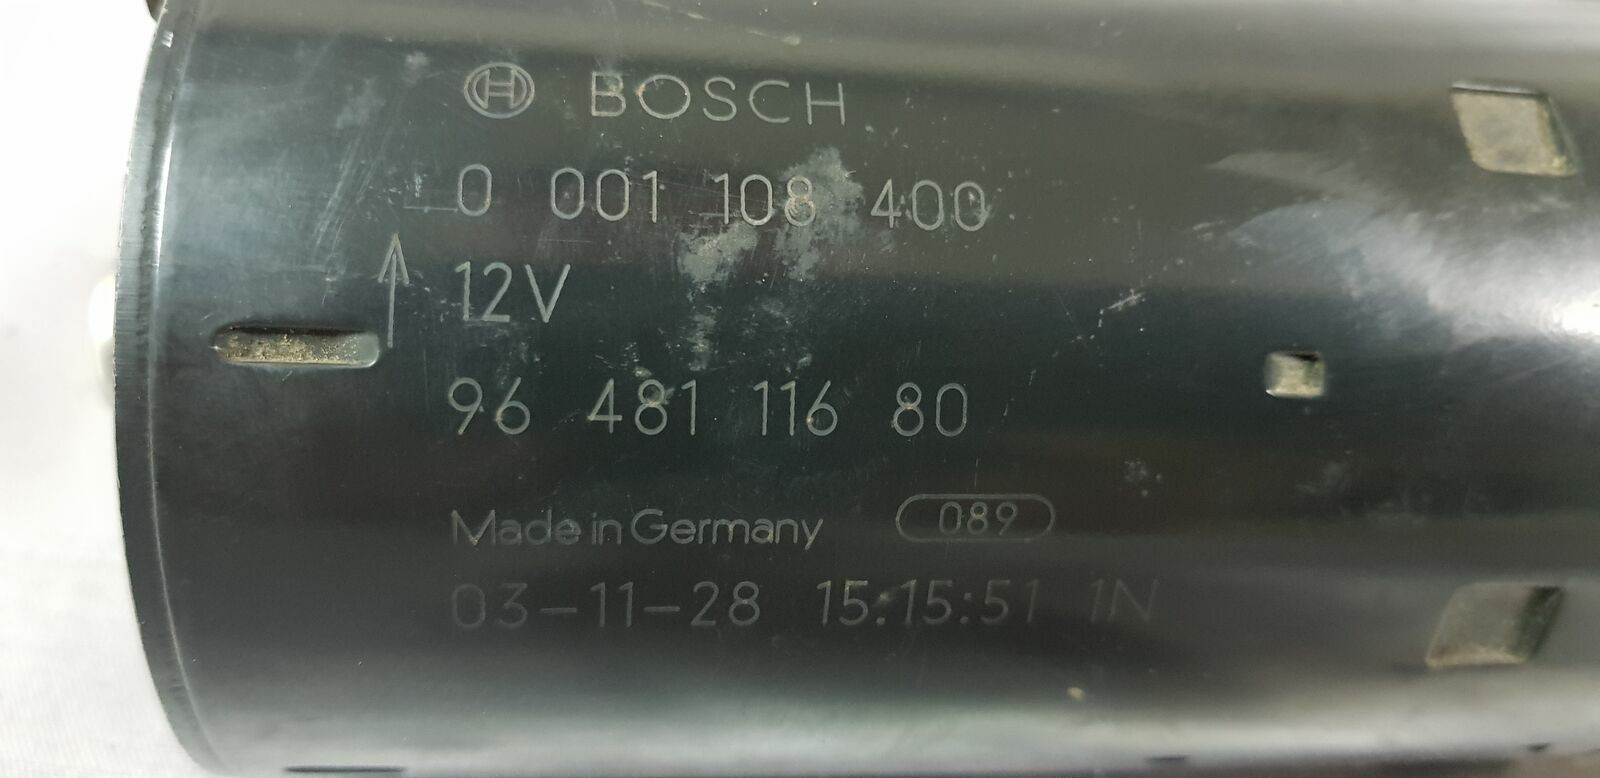 BOSCH
0 001 108 400
12V
96 481 116 80
Made in Germany 089
03-11-28 15:15:51 1N